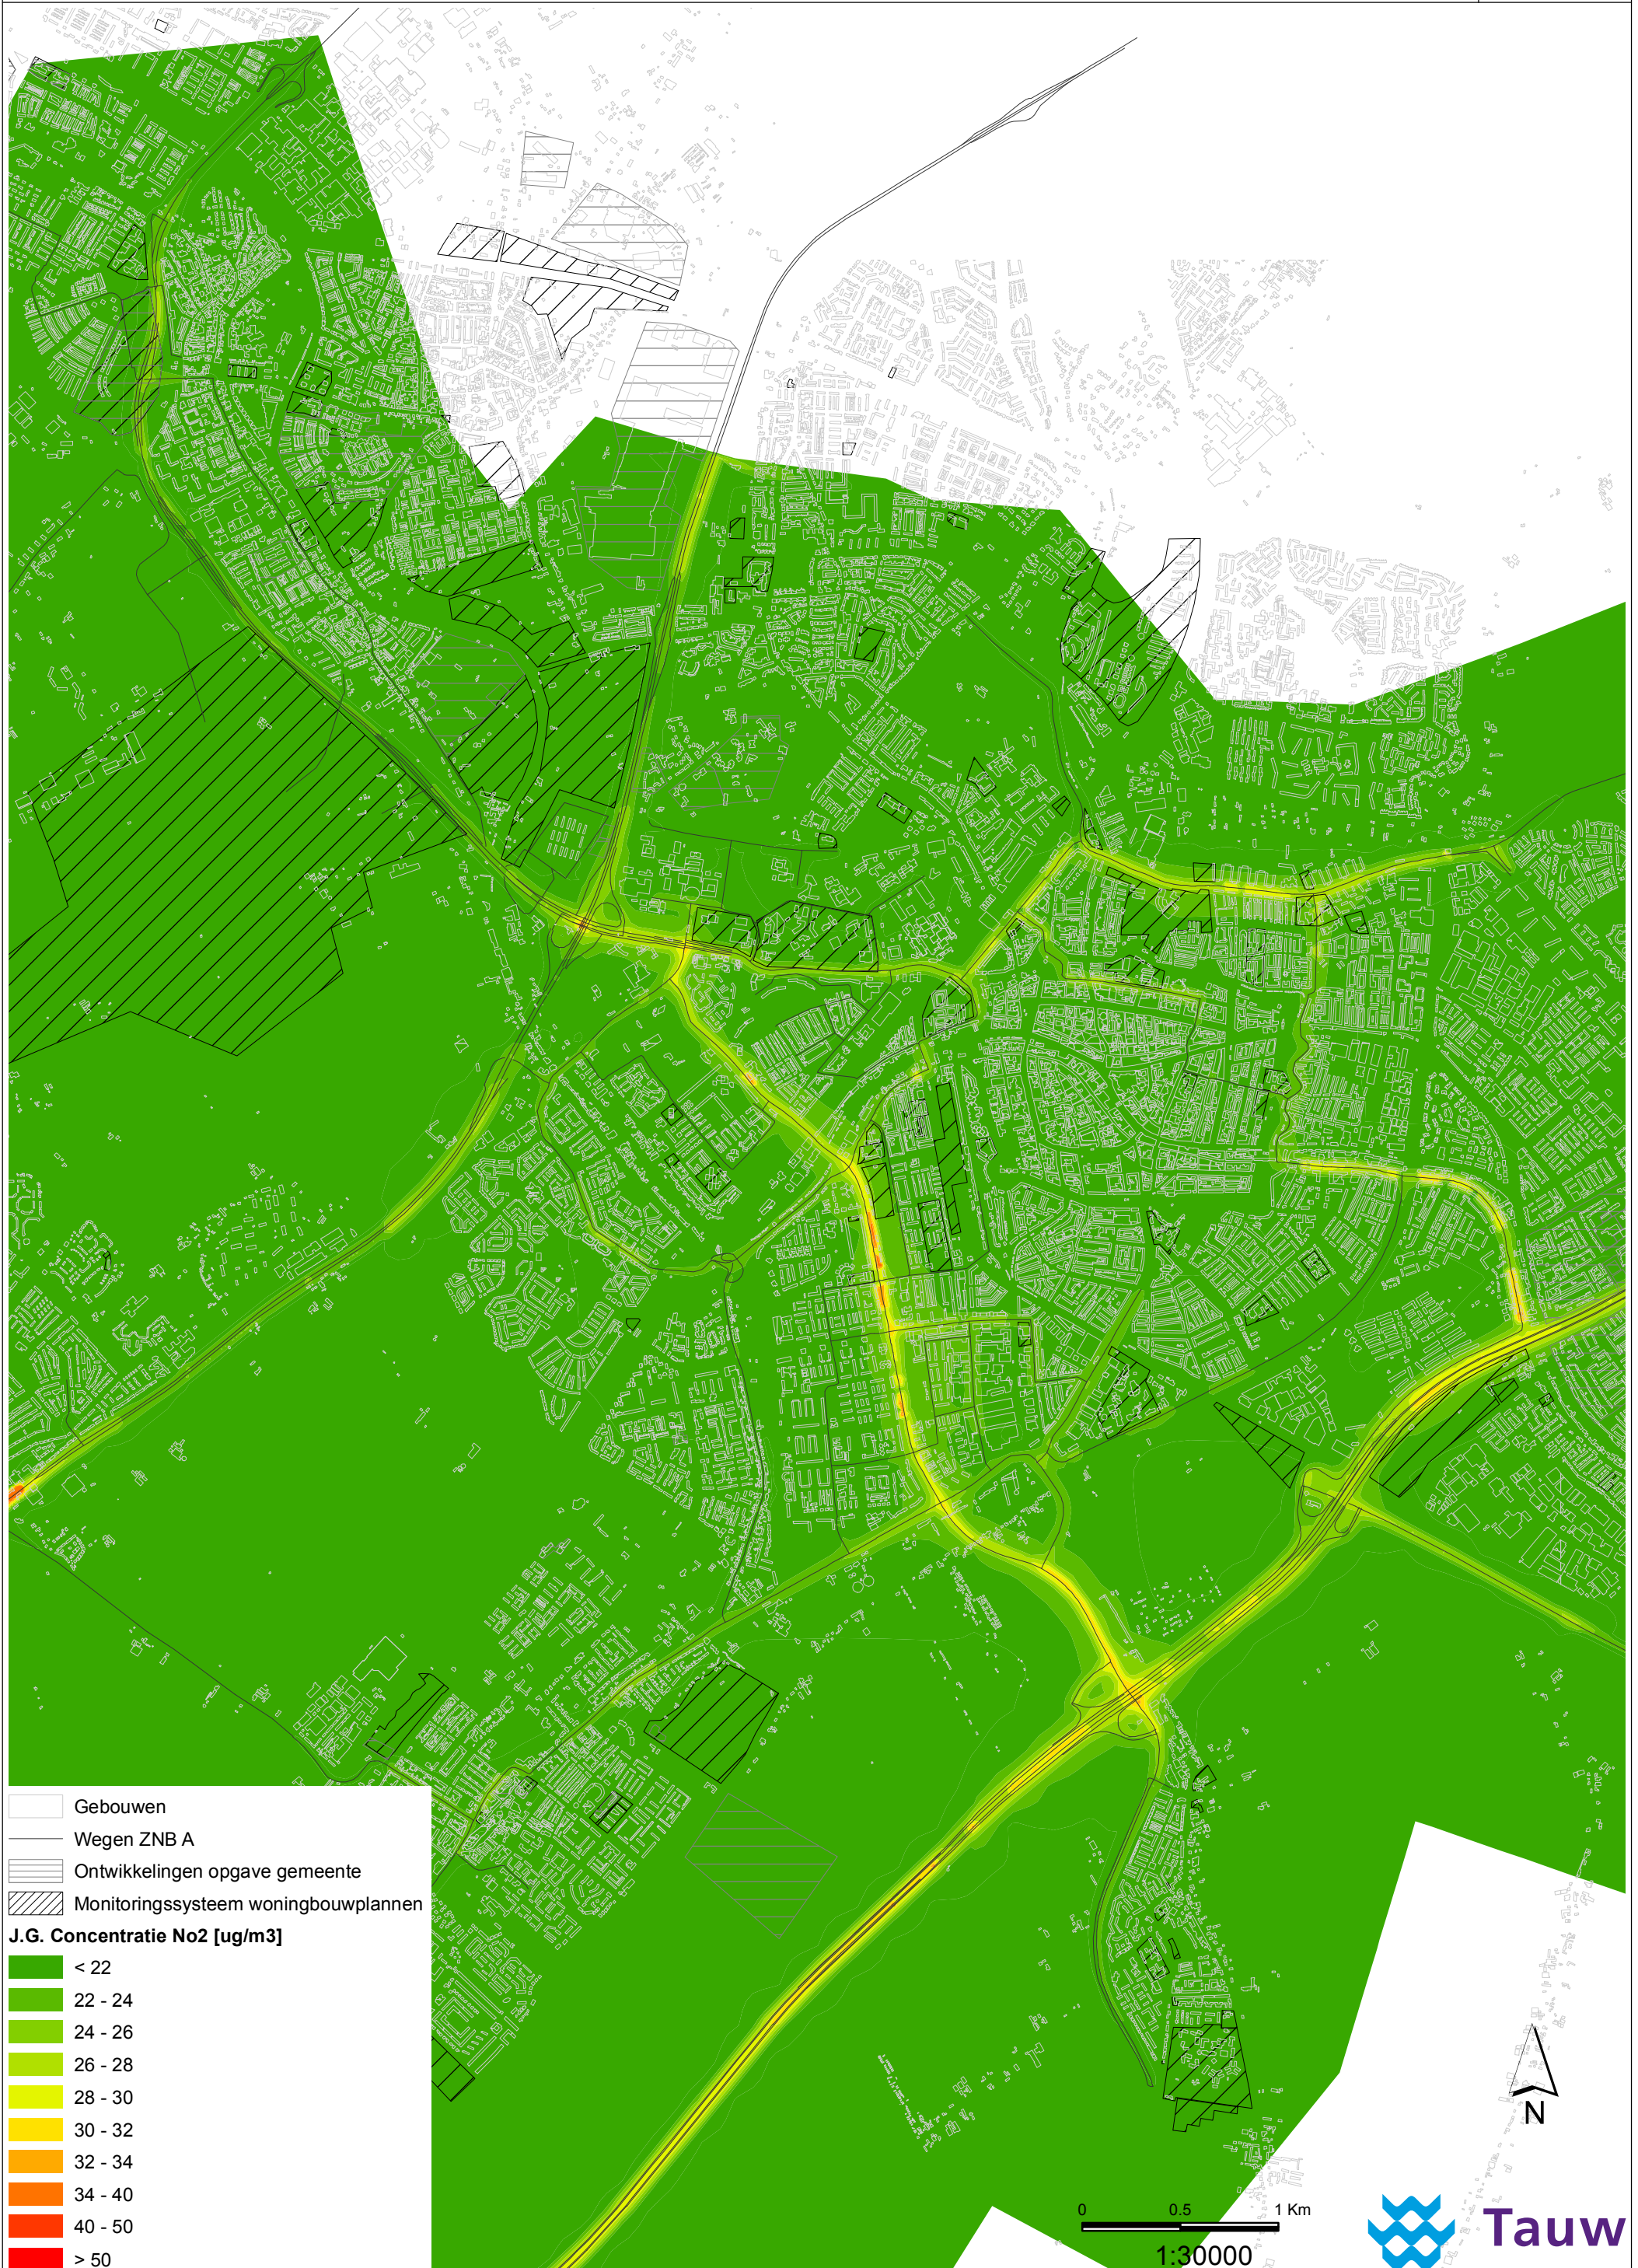 Gebouwen
Wegen ZNB A
Ontwikkelingen opgave gemeente
Monitoringssysteem woningbouwplannen
J.G. Concentratie No2 [ug/m3]
< 22
22 - 24
24 - 26
26 - 28
28 - 30
30 - 32
32 - 34
34 - 40
40 - 50
> 50
N
0 0.5 1 Km
1:30000
Tauw